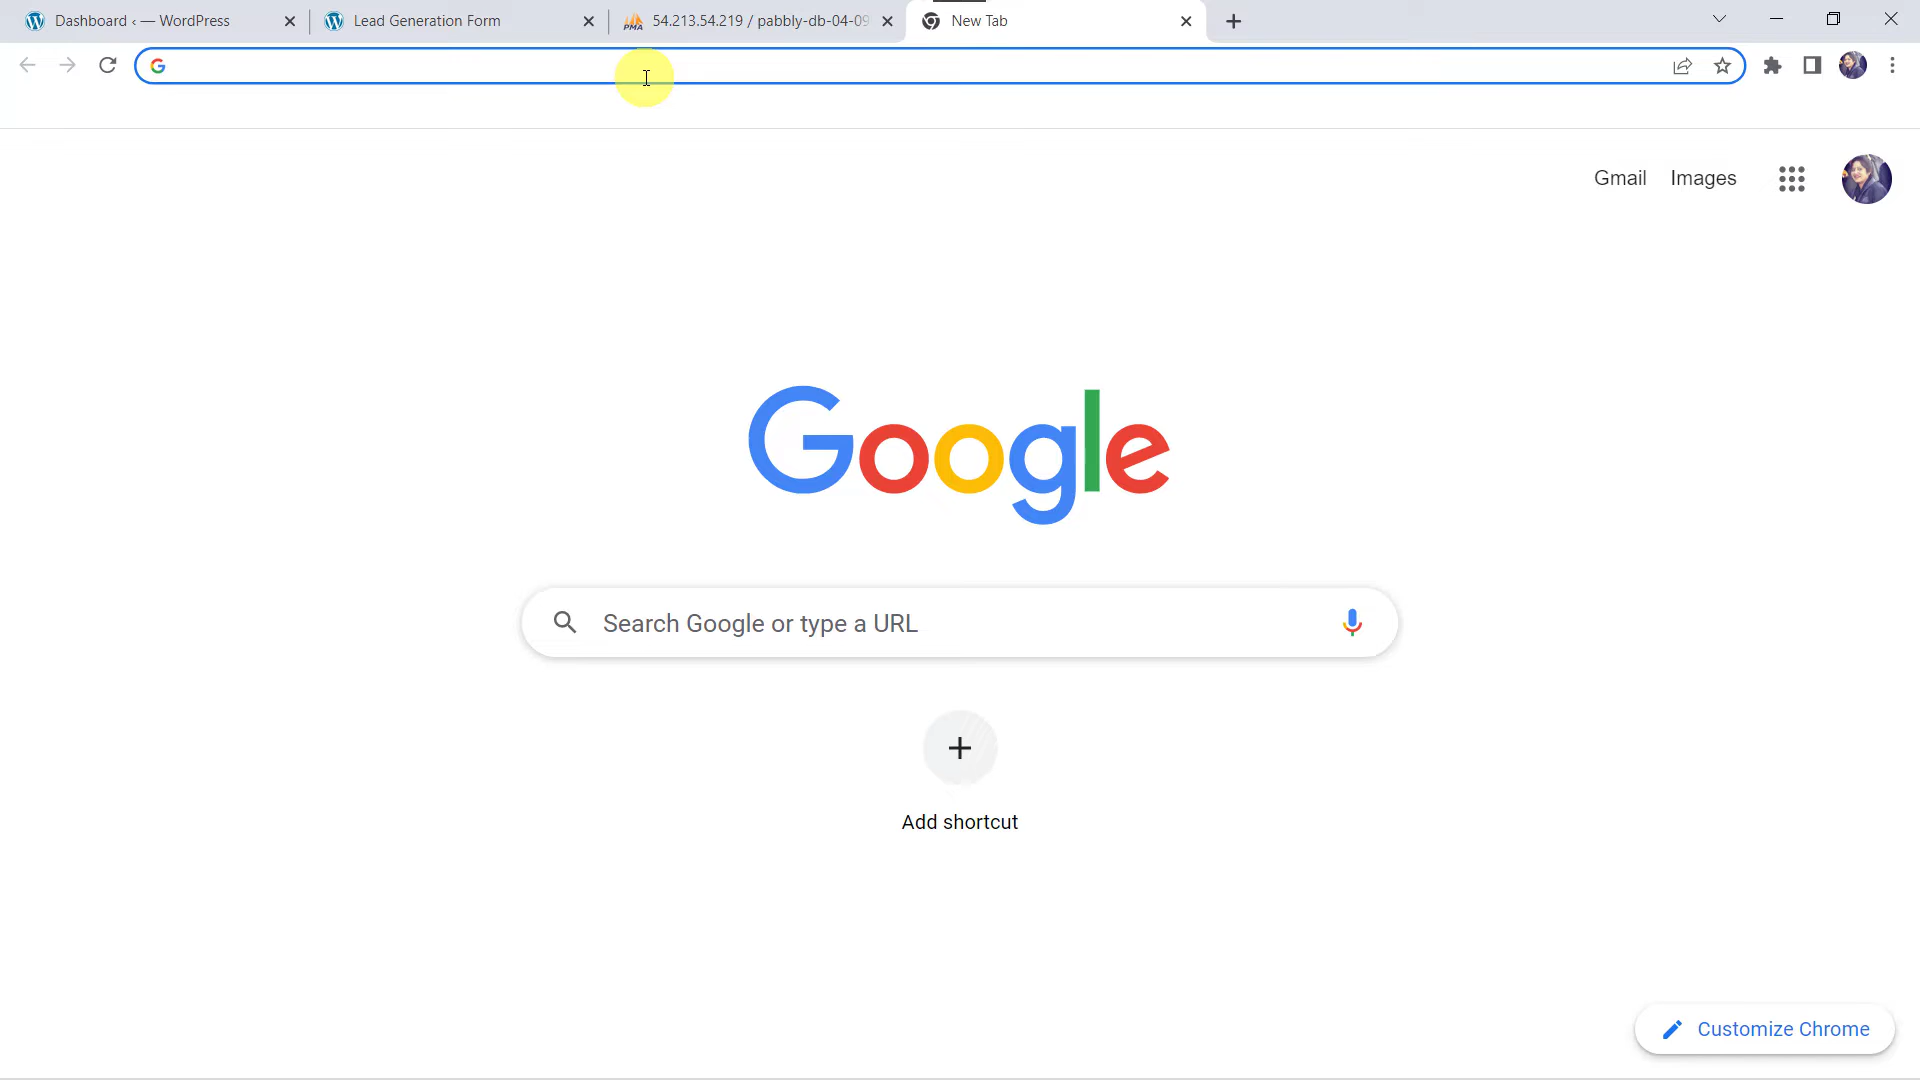 Dashboard ‹ — WordPress
Lead Generation Form
PMA
54.213.54.219 / pabbly-db-04-09
New Tab
Gmail
Images
Google
Search Google or type a URL
Add shortcut
Customize Chrome